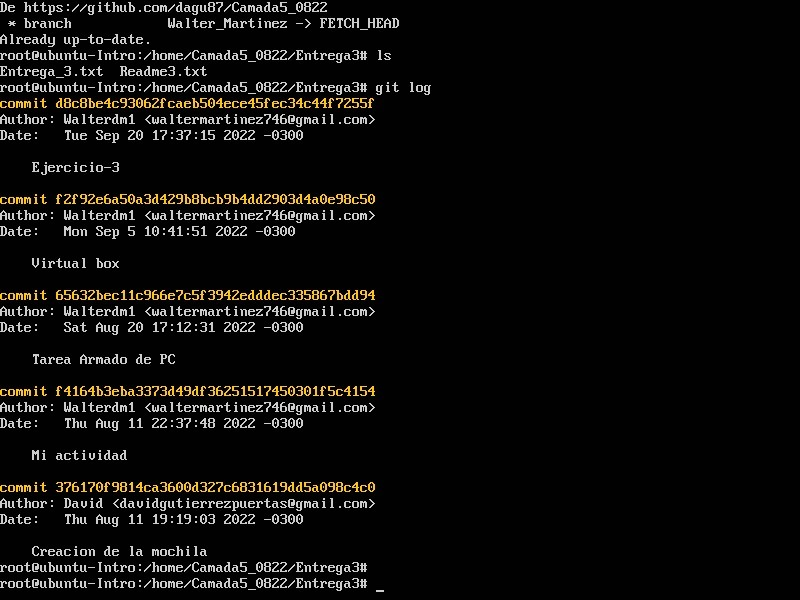 De https://github.com/dagu87/Camada5_0822
 * branch            Walter_Martinez -> FETCH_HEAD
Already up-to-date.
root@ubuntu-Intro:/home/Camada5_0822/Entrega3# ls
Entrega_3.txt  Readme3.txt
root@ubuntu-Intro:/home/Camada5_0822/Entrega3# git log
commit d8c8be4c93062fcaeb504ece45fec34c44f7255f
Author: Walterdm1 <waltermartinez746@gmail.com>
Date:   Tue Sep 20 17:37:15 2022 -0300

    Ejercicio-3

commit f2f92e6a50a3d429b8bcb9b4dd2903d4a0e98c50
Author: Walterdm1 <waltermartinez746@gmail.com>
Date:   Mon Sep 5 10:41:51 2022 -0300

    Virtual box

commit 65632bec11c966e7c5f3942edddec335867bdd94
Author: Walterdm1 <waltermartinez746@gmail.com>
Date:   Sat Aug 20 17:12:31 2022 -0300

    Tarea Armado de PC

commit f4164b3eba3373d49df36251517450301f5c4154
Author: Walterdm1 <waltermartinez746@gmail.com>
Date:   Thu Aug 11 22:37:48 2022 -0300

    Mi actividad

commit 376170f9814ca3600d327c6831619dd5a098c4c0
Author: David <davidgutierrezpuertas@gmail.com>
Date:   Thu Aug 11 19:19:03 2022 -0300

    Creacion de la mochila
root@ubuntu-Intro:/home/Camada5_0822/Entrega3#
root@ubuntu-Intro:/home/Camada5_0822/Entrega3# _